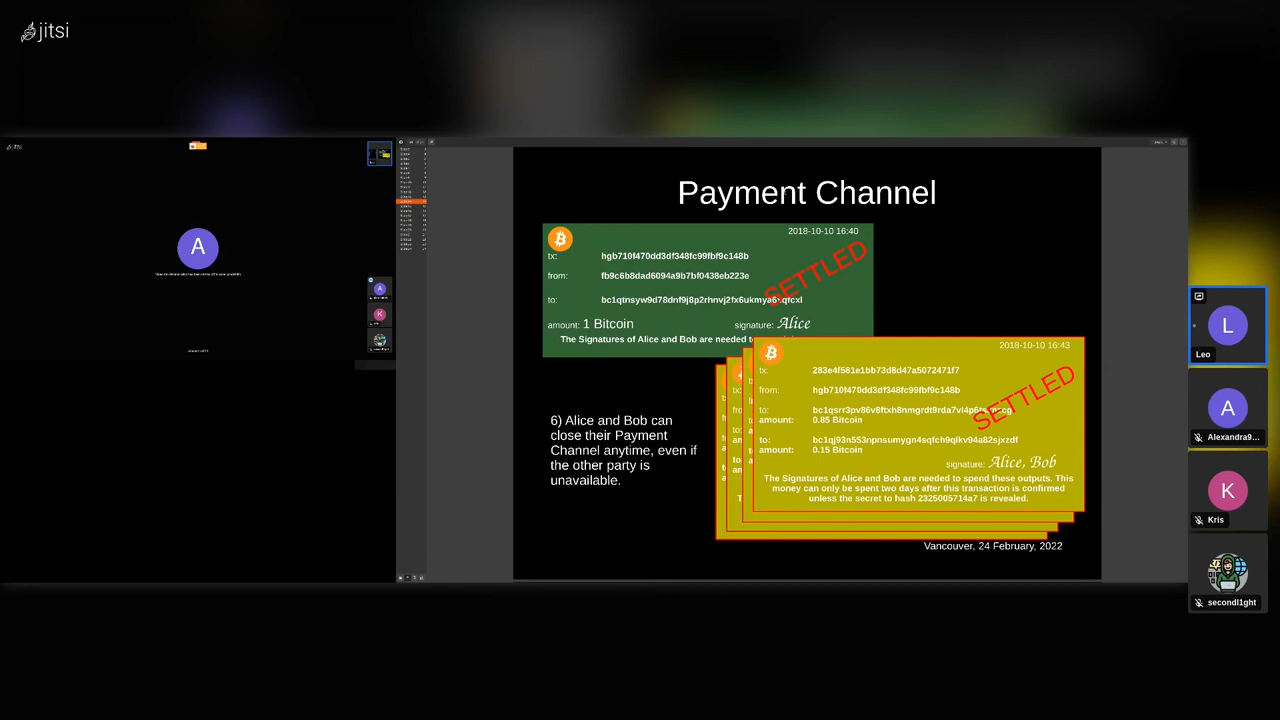 jitsi
jitsi
A
A
K
Payment Channel
2018-10-10 16:40
tx: hgb710f470dd3df348fc99fbf9c148b
from: fb9c6b8dad6094a9b7bf0438eb223e
SETTLED
to:
amount: 1 Bitcoin signature: Alice
The Signatures of Alice and Bob are needed
2018-10-10 16:43
tx: 283e4f581e1bb73d8d47a5072471f7
from: hgb710f470dd3df348fc99fbf9c148b
SETTLED
to:
amount: 0.85 Bitcoin
to: bc1qj93n553npnsumygn4sqfch9qlkv94a82sjxzdf
amount: 0.15 Bitcoin
signature: Alice, Bob
The Signatures of Alice and Bob are needed to spend these outputs. This
money can only be spent two days after this transaction is confirmed
unless the secret to hash 2325005714a7 is revealed.
6) Alice and Bob can
close their Payment
Channel anytime, even if
the other party is
unavailable.
Vancouver, 24 February, 2022
L
Leo
A
Alexandra9...
K
Kris
secondl1ght